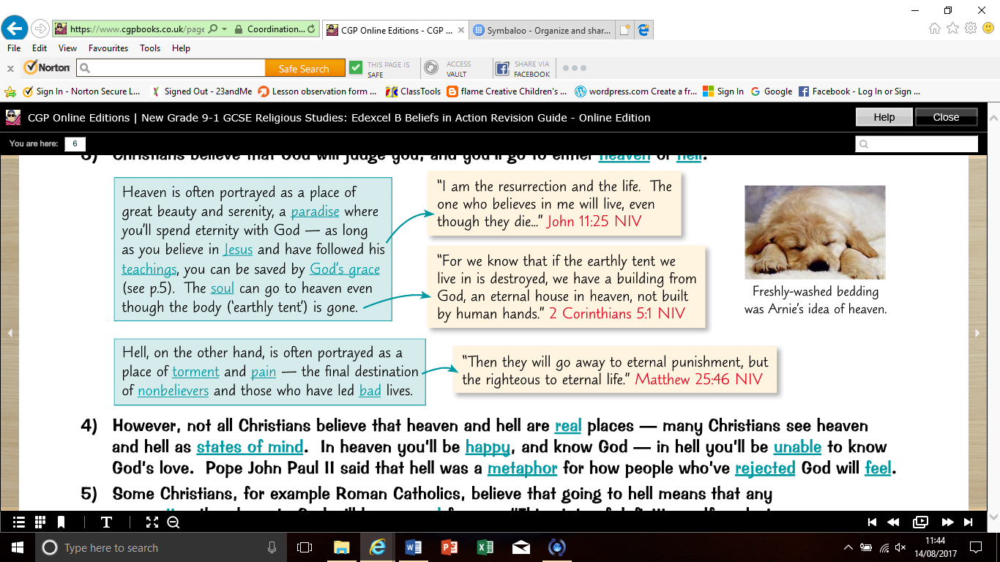 https://www.cgpbooks.co.uk/page
Coordination...
CGP Online Editions - CGP ...
Symbaloo - Organize and shar...
File Edit View Favourites Tools Help
x Norton
Safe Search
THIS PAGE IS
SAFE
ACCESS
VAULT
SHARE VIA
FACEBOOK
Sign In - Norton Secure L...
Signed Out - 23andMe
Lesson observation form ...
ClassTools
flame Creative Children's ...
wordpress.com Create a fr...
Sign In
Google
Facebook - Log In or Sign ...
CGP Online Editions | New Grade 9-1 GCSE Religious Studies: Edexcel B Beliefs in Action Revision Guide - Online Edition
Help
Close
You are here: 6
3) Christians believe that God will judge you, and you'll go to either heaven or hell.
Heaven is often portrayed as a place of
great beauty and serenity, a paradise where
you'll spend eternity with God — as long
as you believe in Jesus and have followed his
teachings, you can be saved by God's grace
(see p.5). The soul can go to heaven even
though the body ('earthly tent') is gone.
"I am the resurrection and the life. The
one who believes in me will live, even
though they die..." John 11:25 NIV
"For we know that if the earthly tent we
live in is destroyed, we have a building from
God, an eternal house in heaven, not built
by human hands." 2 Corinthians 5:1 NIV
Freshly-washed bedding
was Arnie's idea of heaven.
Hell, on the other hand, is often portrayed as a
place of torment and pain — the final destination
of nonbelievers and those who have led bad lives.
"Then they will go away to eternal punishment, but
the righteous to eternal life." Matthew 25:46 NIV
4) However, not all Christians believe that heaven and hell are real places — many Christians see heaven
and hell as states of mind. In heaven you'll be happy, and know God — in hell you'll be unable to know
God's love. Pope John Paul II said that hell was a metaphor for how people who've rejected God will feel.
5) Some Christians, for example Roman Catholics, believe that going to hell means that any
T
Type here to search
11:44
14/08/2017